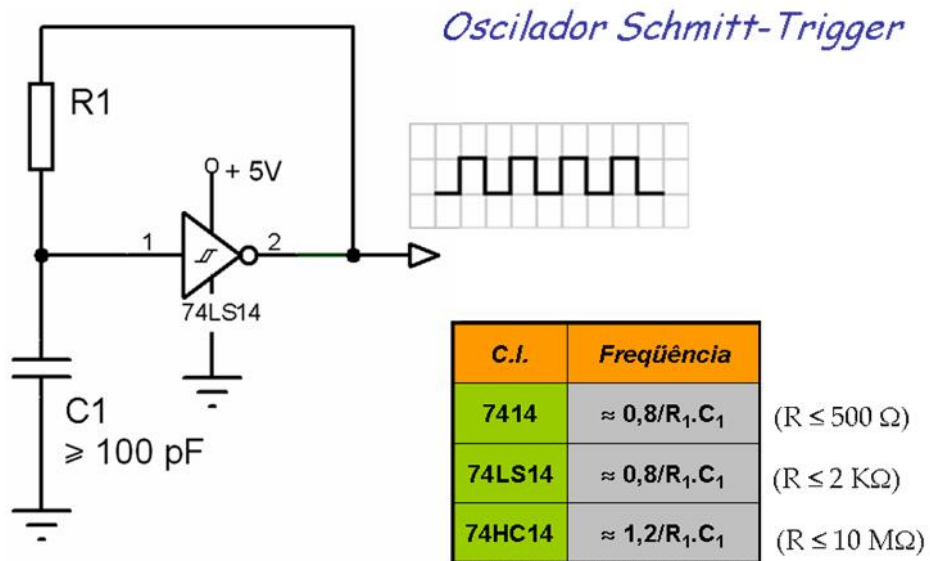 Oscilador Schmitt-Trigger
R1
+ 5V
1
2
74LS14
C1
≥ 100 pF
C.I. Freqüência
7414 ≈ 0,8/R₁.C₁ (R ≤ 500 Ω)
74LS14 ≈ 0,8/R₁.C₁ (R ≤ 2 KΩ)
74HC14 ≈ 1,2/R₁.C₁ (R ≤ 10 MΩ)